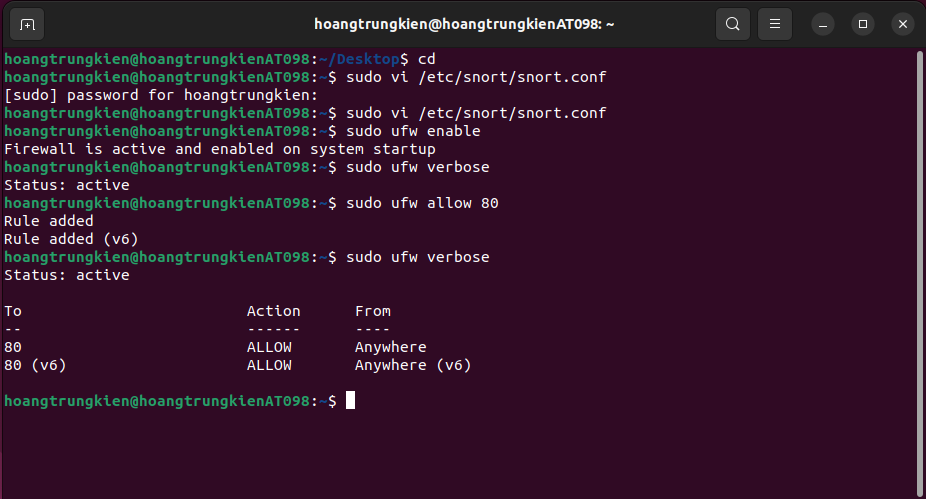 hoangtrungkien@hoangtrungkienAT098: ~
hoangtrungkien@hoangtrungkienAT098:~/Desktop$ cd
hoangtrungkien@hoangtrungkienAT098:~$ sudo vi /etc/snort/snort.conf
[sudo] password for hoangtrungkien:
hoangtrungkien@hoangtrungkienAT098:~$ sudo vi /etc/snort/snort.conf
hoangtrungkien@hoangtrungkienAT098:~$ sudo ufw enable
Firewall is active and enabled on system startup
hoangtrungkien@hoangtrungkienAT098:~$ sudo ufw verbose
Status: active
hoangtrungkien@hoangtrungkienAT098:~$ sudo ufw allow 80
Rule added
Rule added (v6)
hoangtrungkien@hoangtrungkienAT098:~$ sudo ufw verbose
Status: active
To                         Action      From
--                         ------      ----
80                         ALLOW       Anywhere
80 (v6)                    ALLOW       Anywhere (v6)
hoangtrungkien@hoangtrungkienAT098:~$